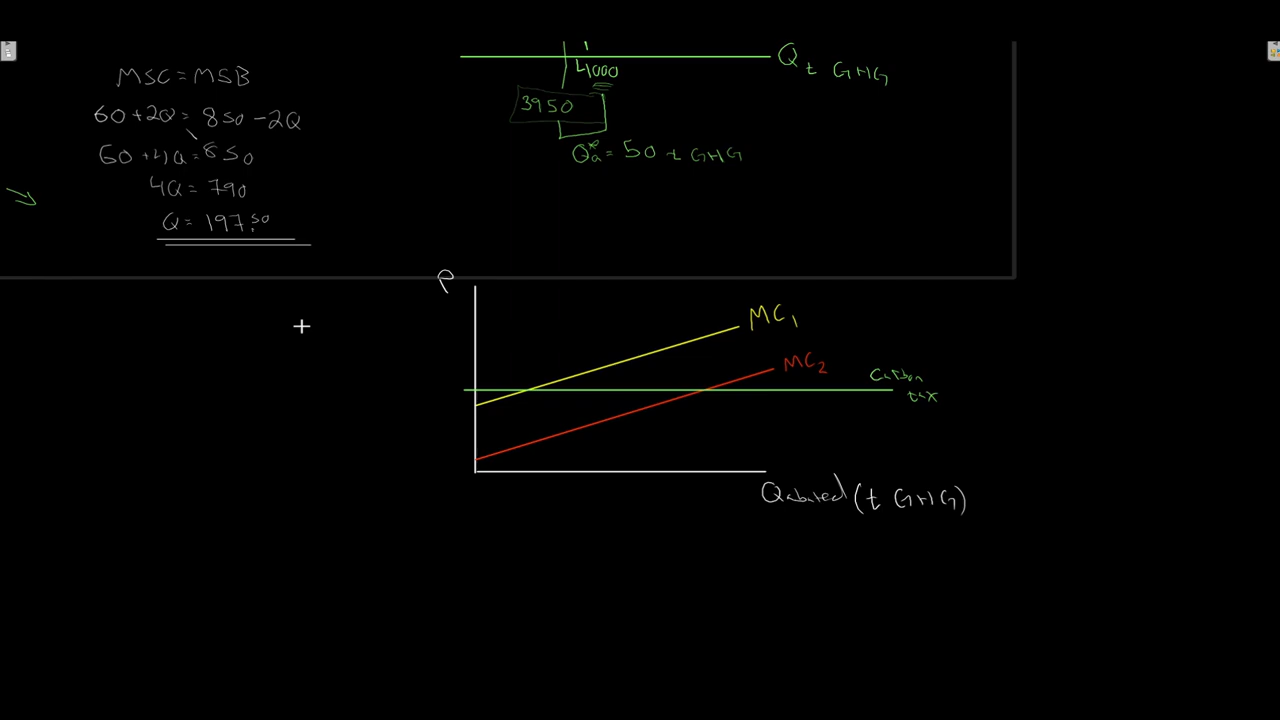 MSC = MSB
60 + 2Q = 850 - 2Q
60 + 4Q = 850
4Q = 790
Q = 197.50
4000
Q t GHG
3950
Qa* = 50 t GHG
P
MC1
MC2
Carbon
tax
Qabated (t GHG)